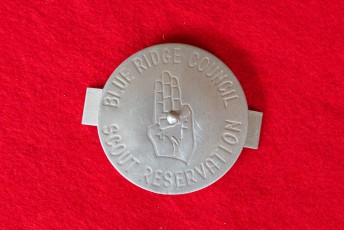 BLUE RIDGE COUNCIL
SCOUT RESERVATION